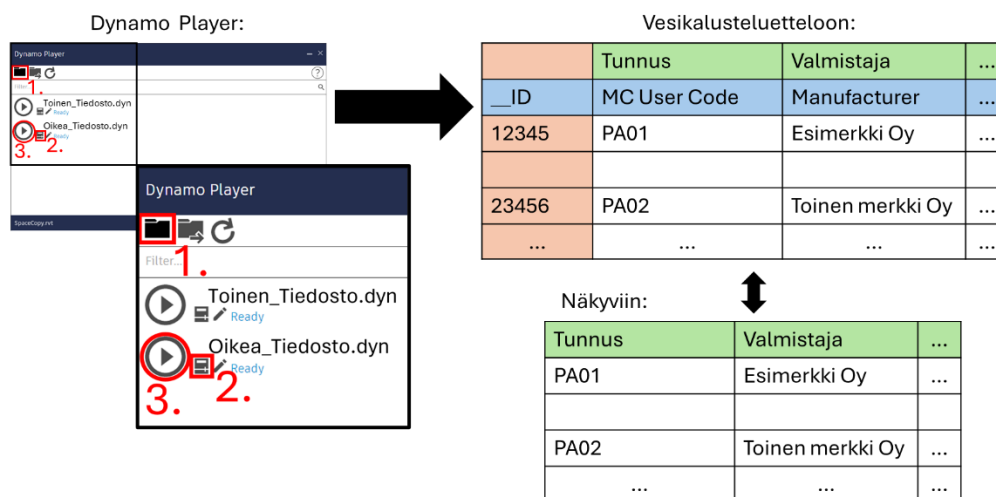 Dynamo Player:
Dynamo Player
1.
Filter...
Toinen_Tiedosto.dyn
Ready
Oikea_Tiedosto.dyn
Ready
2.
3.
SpaceCopy.rvt
Dynamo Player
1.
Filter...
Toinen_Tiedosto.dyn
Ready
Oikea_Tiedosto.dyn
Ready
2.
3.
Vesikalusteluetteloon:
Tunnus Valmistaja ...
__ID MC User Code Manufacturer ...
12345 PA01 Esimerkki Oy ...
23456 PA02 Toinen merkki Oy ...
... ... ... ...
Näkyviin:
Tunnus Valmistaja ...
PA01 Esimerkki Oy ...
PA02 Toinen merkki Oy ...
... ... ...